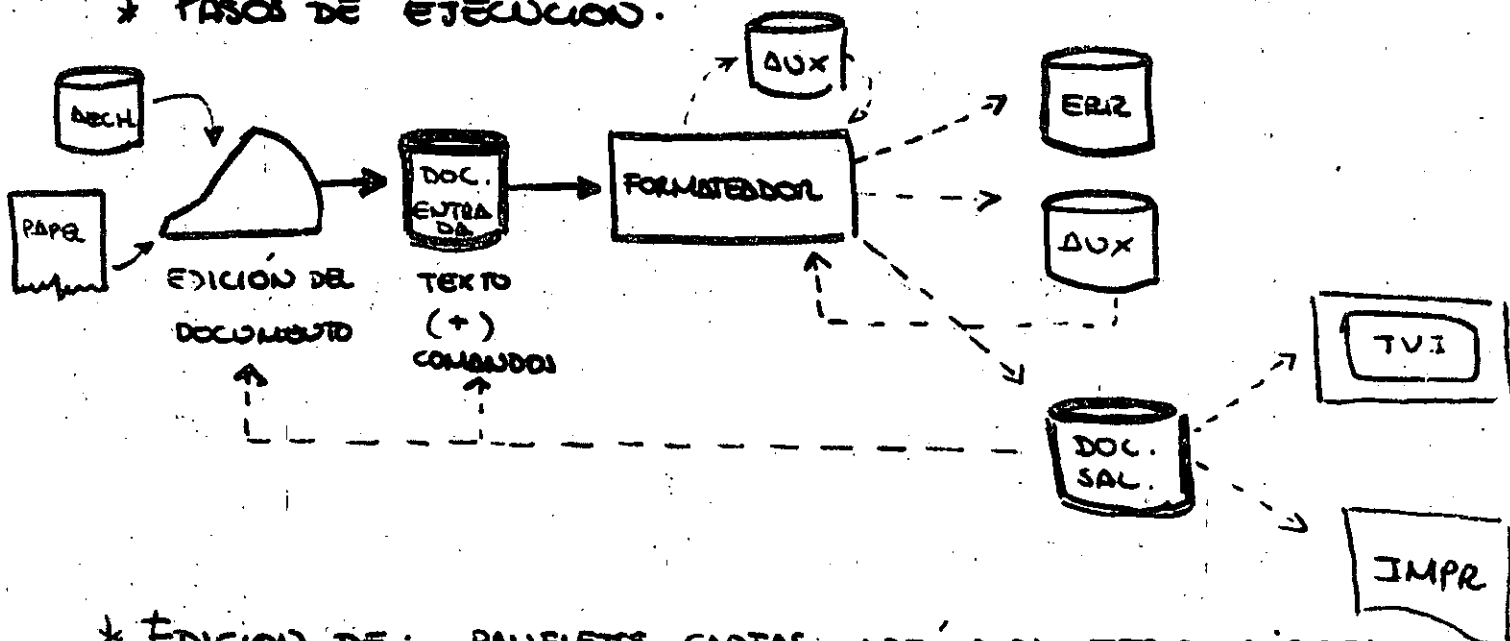 * PASOS DE EJECUCION.
AUX
ARCH.
ERR
DOC.
ENTRA
DA
FORMATEADOR
PAPEL
AUX
EDICIÓN DEL
DOCUMENTO
TEXTO
(+)
COMANDOS
TVI
DOC.
SAL.
IMPR
* EDICION DE: PANFLETOS, CARTAS,